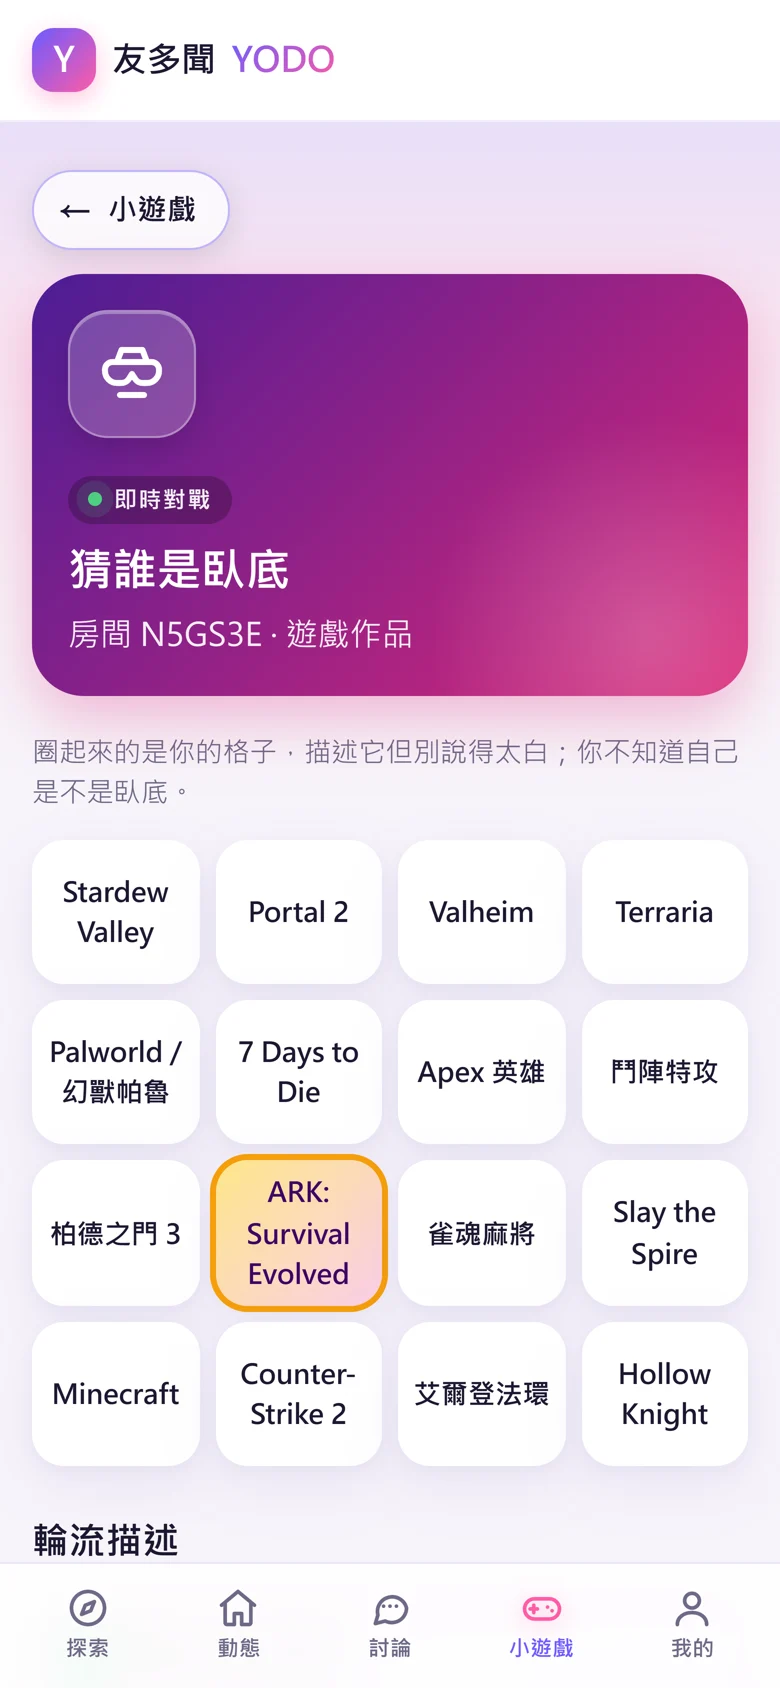 Y 友多聞 YODO
← 小遊戲
即時對戰
猜誰是臥底
房間 N5GS3E · 遊戲作品
圈起來的是你的格子，描述它但別說得太白；你不知道自己
是不是臥底。
Stardew
Valley
Portal 2
Valheim
Terraria
Palworld /
幻獸帕魯
7 Days to
Die
Apex 英雄
鬥陣特攻
柏德之門 3
ARK:
Survival
Evolved
雀魂麻將
Slay the
Spire
Minecraft
Counter-
Strike 2
艾爾登法環
Hollow
Knight
輪流描述
探索
動態
討論
小遊戲
我的